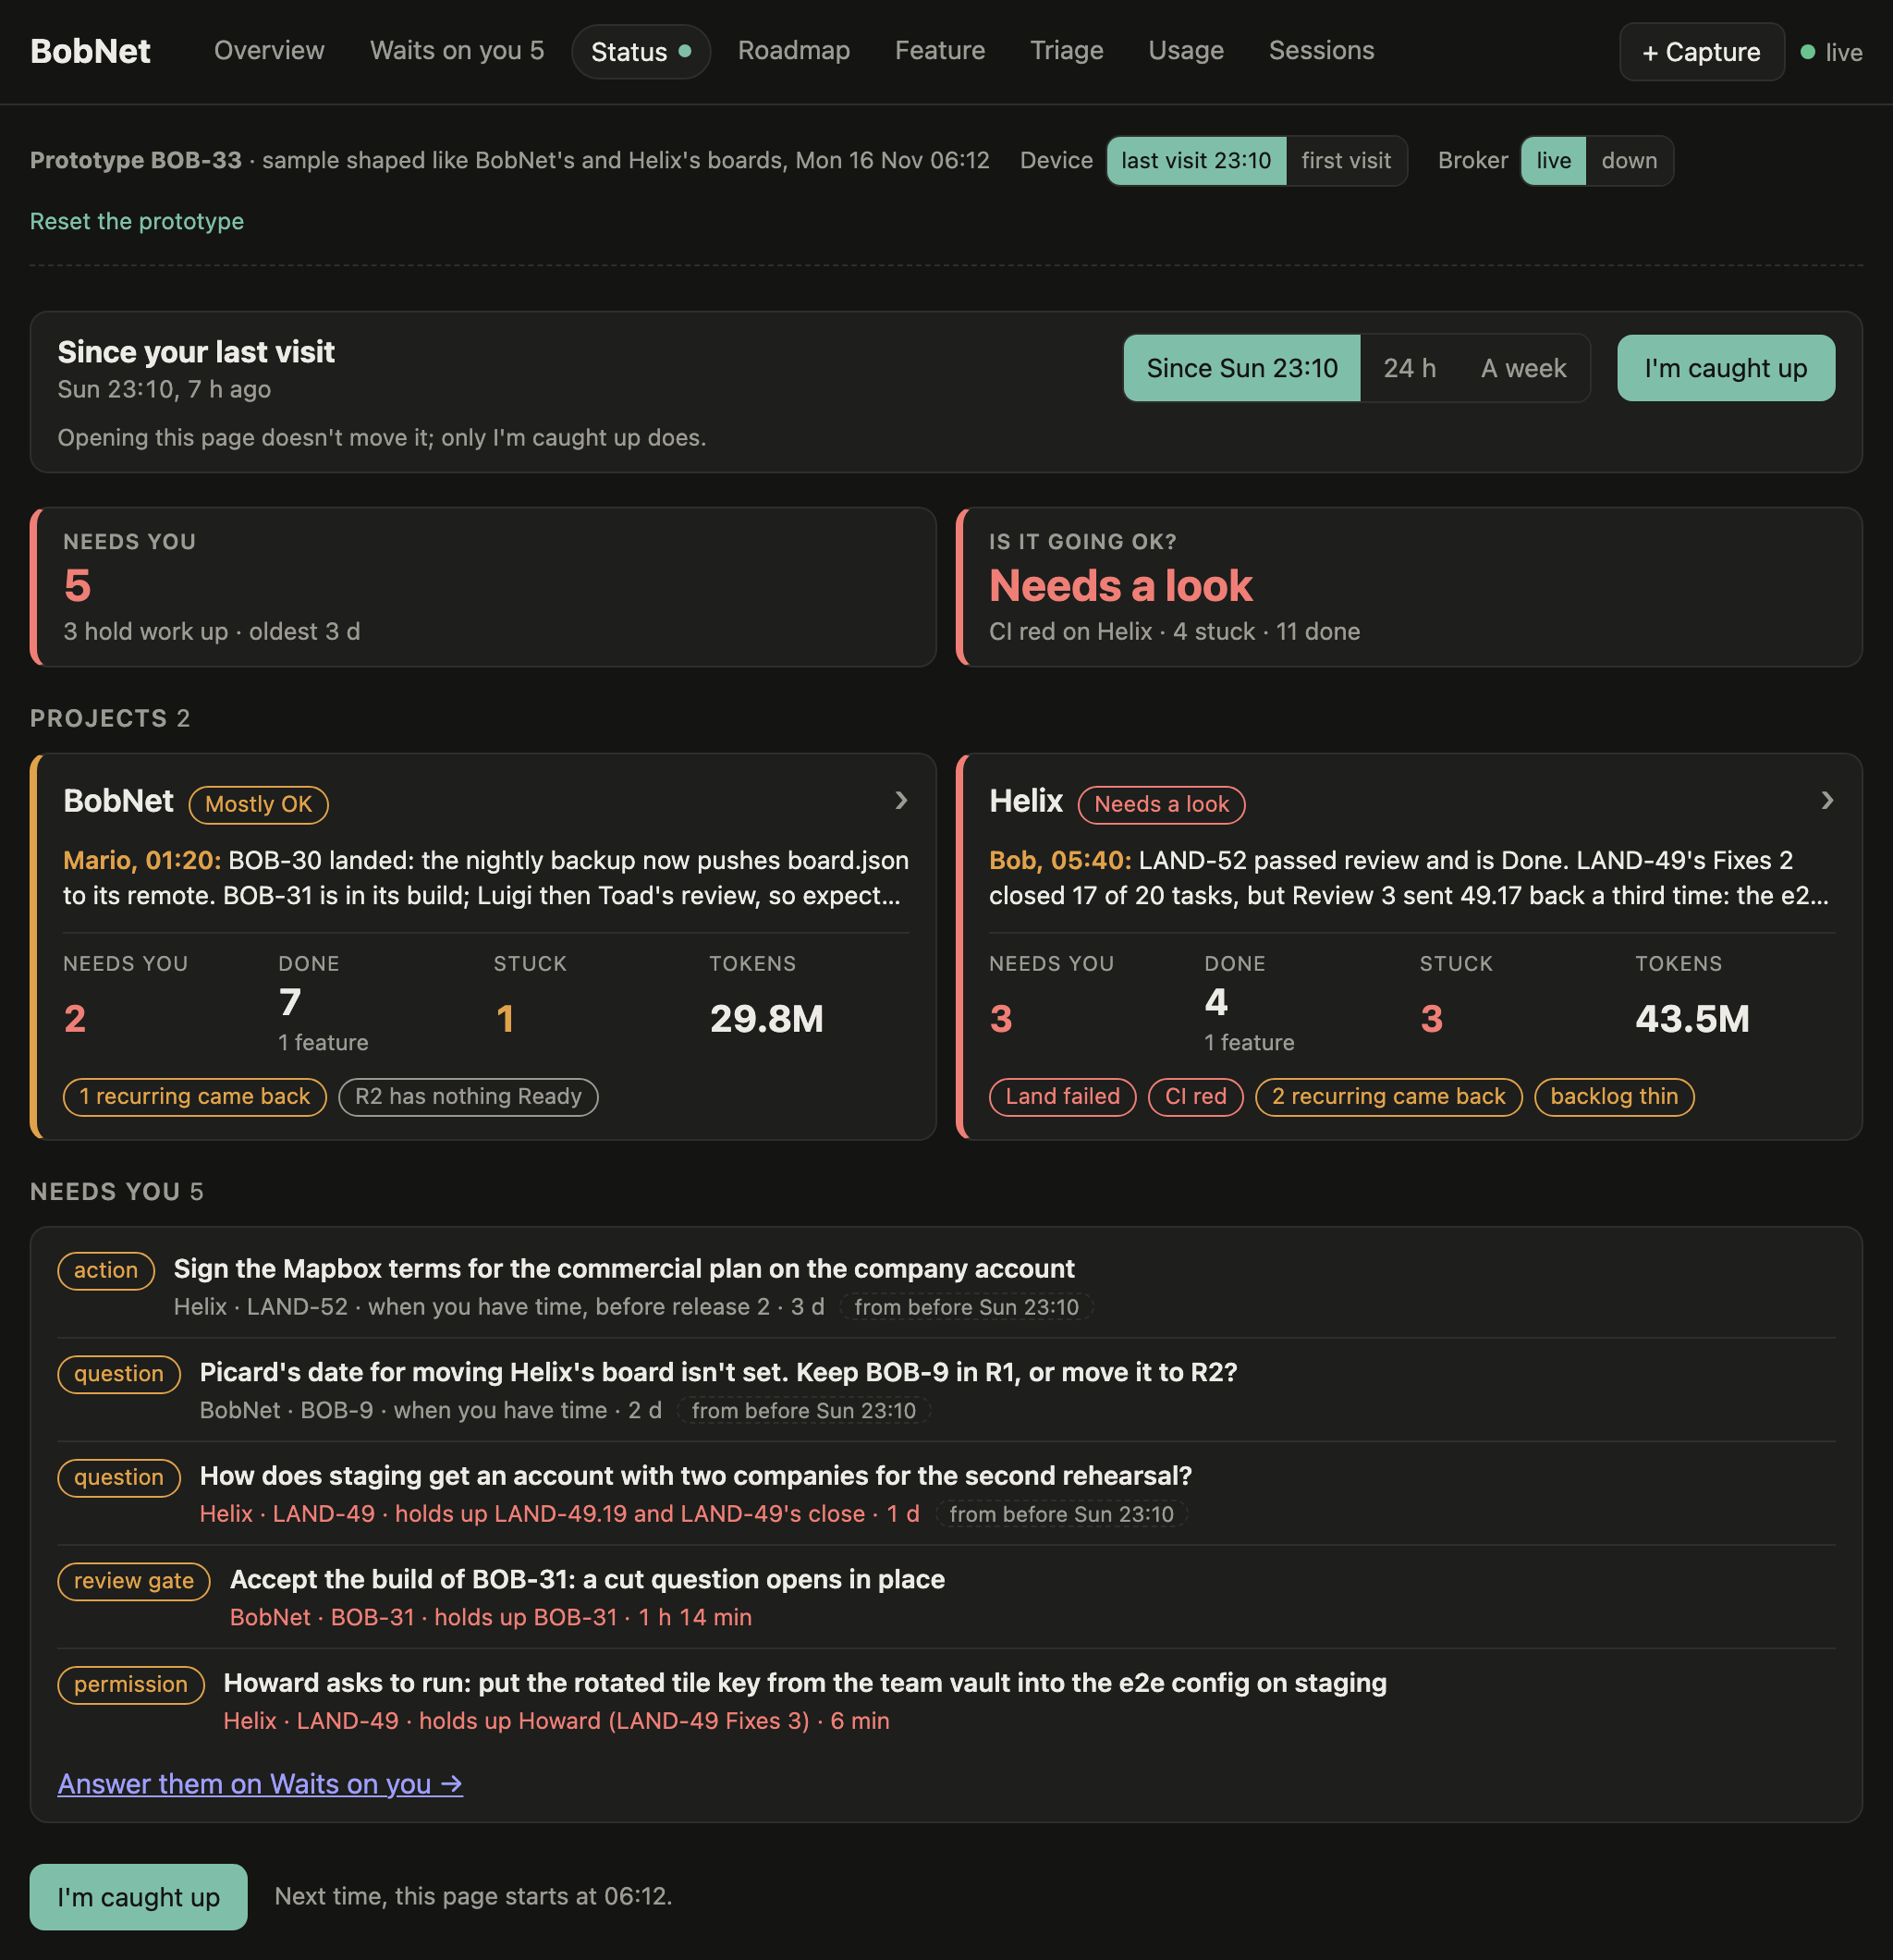 BobNet Overview Waits on you 5 Status Roadmap Feature Triage Usage Sessions + Capture live
Prototype BOB-33 · sample shaped like BobNet's and Helix's boards, Mon 16 Nov 06:12 Device last visit 23:10 first visit Broker live down
Reset the prototype
Since your last visit
Sun 23:10, 7 h ago
Opening this page doesn't move it; only I'm caught up does.
Since Sun 23:10 24 h A week I'm caught up
NEEDS YOU
5
3 hold work up · oldest 3 d
IS IT GOING OK?
Needs a look
CI red on Helix · 4 stuck · 11 done
PROJECTS 2
BobNet Mostly OK ›
Mario, 01:20: BOB-30 landed: the nightly backup now pushes board.json
to its remote. BOB-31 is in its build; Luigi then Toad's review, so expect...
NEEDS YOU DONE STUCK TOKENS
2 7 1 29.8M
1 feature
1 recurring came back R2 has nothing Ready
Helix Needs a look ›
Bob, 05:40: LAND-52 passed review and is Done. LAND-49's Fixes 2
closed 17 of 20 tasks, but Review 3 sent 49.17 back a third time: the e2...
NEEDS YOU DONE STUCK TOKENS
3 4 3 43.5M
1 feature
Land failed CI red 2 recurring came back backlog thin
NEEDS YOU 5
action Sign the Mapbox terms for the commercial plan on the company account
Helix · LAND-52 · when you have time, before release 2 · 3 d from before Sun 23:10
question Picard's date for moving Helix's board isn't set. Keep BOB-9 in R1, or move it to R2?
BobNet · BOB-9 · when you have time · 2 d from before Sun 23:10
question How does staging get an account with two companies for the second rehearsal?
Helix · LAND-49 · holds up LAND-49.19 and LAND-49's close · 1 d from before Sun 23:10
review gate Accept the build of BOB-31: a cut question opens in place
BobNet · BOB-31 · holds up BOB-31 · 1 h 14 min
permission Howard asks to run: put the rotated tile key from the team vault into the e2e config on staging
Helix · LAND-49 · holds up Howard (LAND-49 Fixes 3) · 6 min
Answer them on Waits on you →
I'm caught up Next time, this page starts at 06:12.